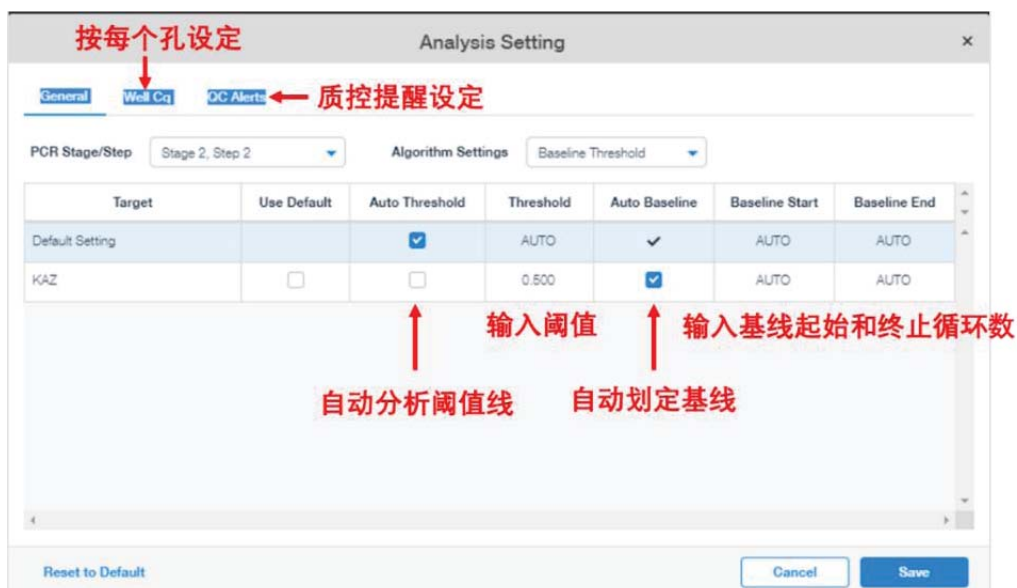 按每个孔设定
Analysis Setting
×
General Well Cq QC Alerts 质控提醒设定
PCR Stage/Step Stage 2, Step 2 Algorithm Settings Baseline Threshold
Target Use Default Auto Threshold Threshold Auto Baseline Baseline Start Baseline End
Default Setting AUTO AUTO AUTO
KAZ 0.500 AUTO AUTO
输入阈值 输入基线起始和终止循环数
自动分析阈值线 自动划定基线
Reset to Default Cancel Save